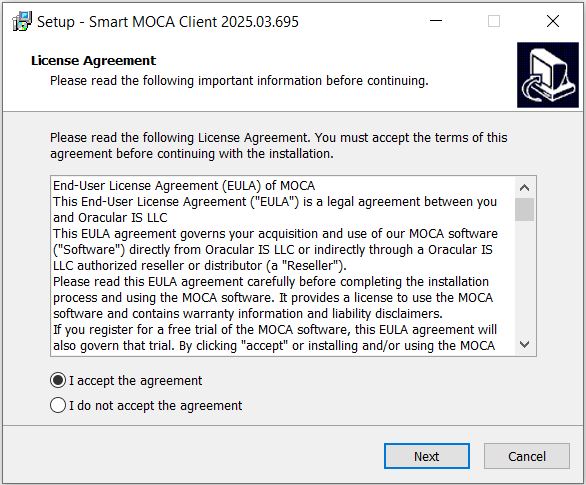 Setup - Smart MOCA Client 2025.03.695
License Agreement
Please read the following important information before continuing.
Please read the following License Agreement. You must accept the terms of this
agreement before continuing with the installation.
End-User License Agreement (EULA) of MOCA
This End-User License Agreement ("EULA") is a legal agreement between you
and Oracular IS LLC
This EULA agreement governs your acquisition and use of our MOCA software
("Software") directly from Oracular IS LLC or indirectly through a Oracular IS
LLC authorized reseller or distributor (a "Reseller").
Please read this EULA agreement carefully before completing the installation
process and using the MOCA software. It provides a license to use the MOCA
software and contains warranty information and liability disclaimers.
If you register for a free trial of the MOCA software, this EULA agreement will
also govern that trial. By clicking "accept" or installing and/or using the MOCA
I accept the agreement
I do not accept the agreement
Next
Cancel